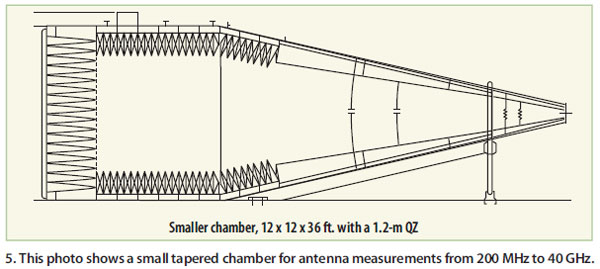 Smaller chamber, 12 x 12 x 36 ft. with a 1.2-m QZ
5. This photo shows a small tapered chamber for antenna measurements from 200 MHz to 40 GHz.